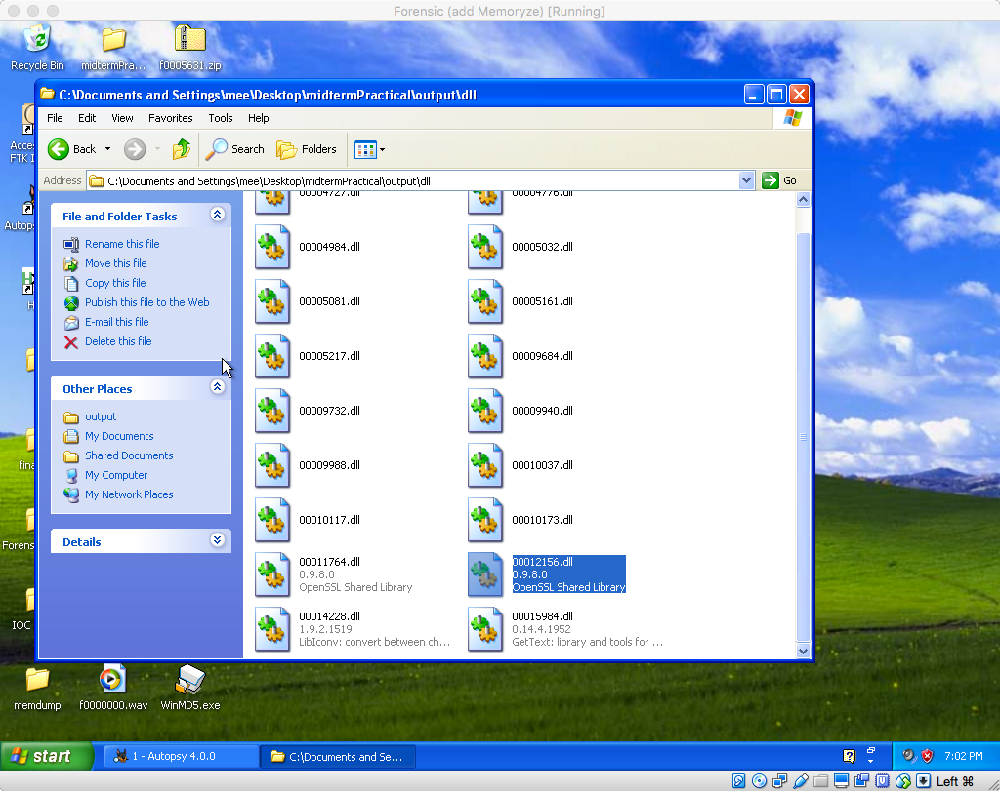 Forensic (add Memoryze) [Running]
Recycle Bin
midtermPra...
f0005631.zip
C:\Documents and Settings\mee\Desktop\midtermPractical\output\dll
File Edit View Favorites Tools Help
Back Search Folders
Address C:\Documents and Settings\mee\Desktop\midtermPractical\output\dll Go
File and Folder Tasks
Rename this file
Move this file
Copy this file
Publish this file to the Web
E-mail this file
Delete this file
Other Places
output
My Documents
Shared Documents
My Computer
My Network Places
Details
00004727.dll
00004776.dll
00004984.dll
00005032.dll
00005081.dll
00005161.dll
00005217.dll
00009684.dll
00009732.dll
00009940.dll
00009988.dll
00010037.dll
00010117.dll
00010173.dll
00011764.dll
0.9.8.0
OpenSSL Shared Library
00012156.dll
0.9.8.0
OpenSSL Shared Library
00014228.dll
1.9.2.1519
LibIconv: convert between ch...
00015984.dll
0.14.4.1952
GetText: library and tools for ...
Acce
FTK I
Autops
H
fina
Forens
IOC
memdump
f0000000.wav
WinMD5.exe
start
1 - Autopsy 4.0.0
C:\Documents and Se...
7:02 PM
Left ⌘